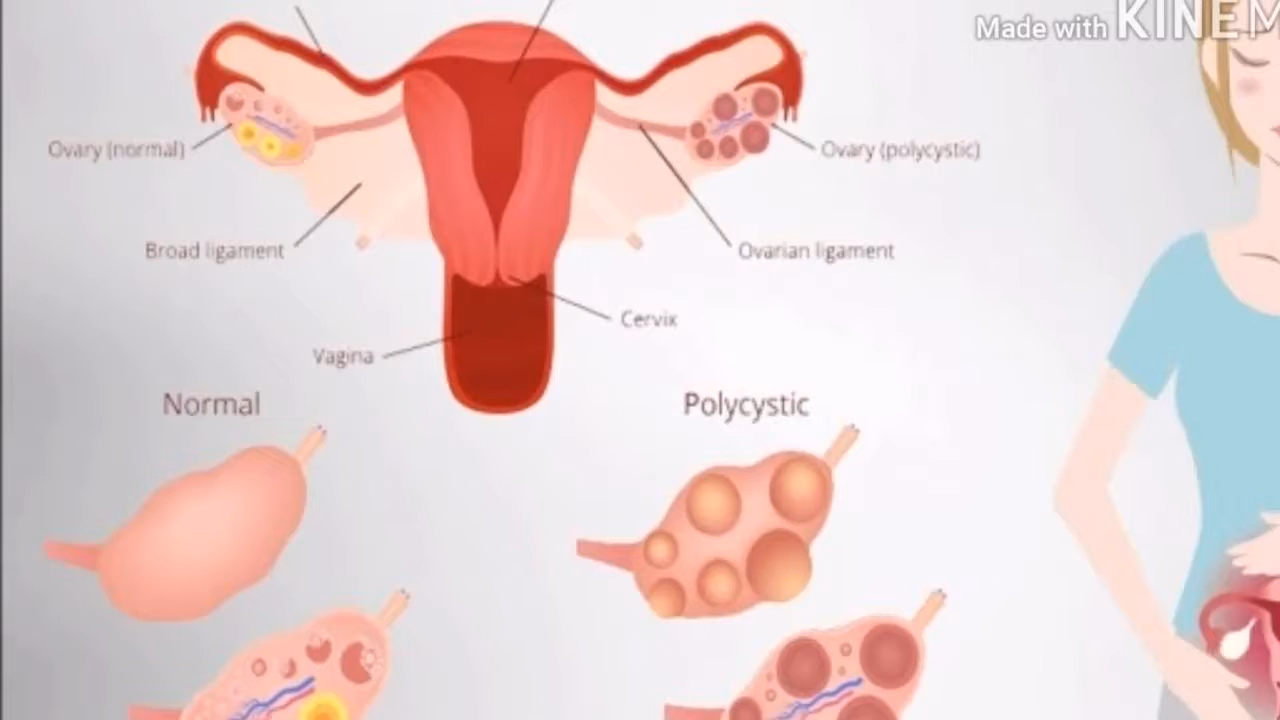 Made with KINEM
Ovary (normal)
Ovary (polycystic)
Broad ligament
Ovarian ligament
Cervix
Vagina
Normal
Polycystic